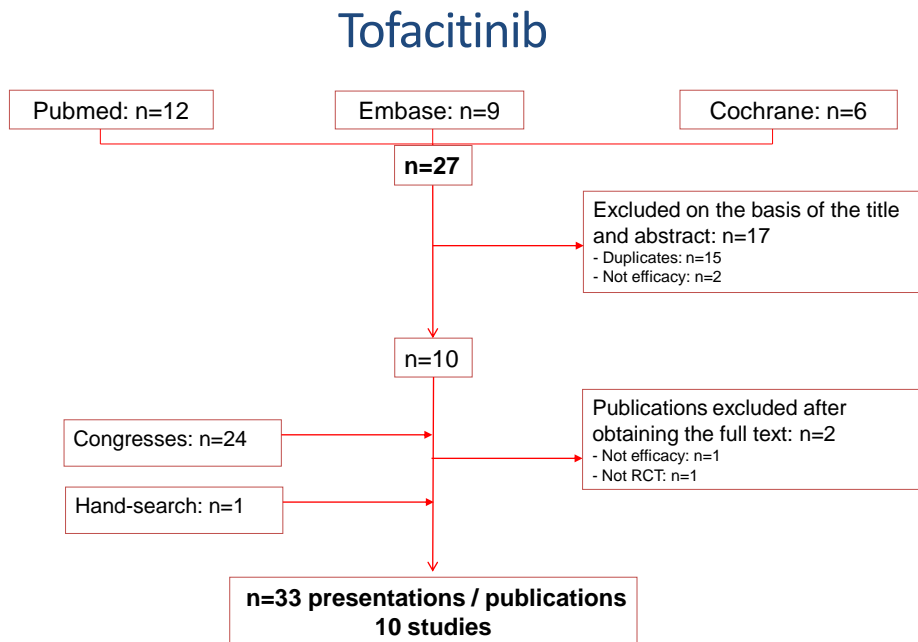 Tofacitinib
Pubmed: n=12
Embase: n=9
Cochrane: n=6
n=27
Excluded on the basis of the title
and abstract: n=17
- Duplicates: n=15
- Not efficacy: n=2
n=10
Congresses: n=24
Publications excluded after
obtaining the full text: n=2
- Not efficacy: n=1
- Not RCT: n=1
Hand-search: n=1
n=33 presentations / publications
10 studies